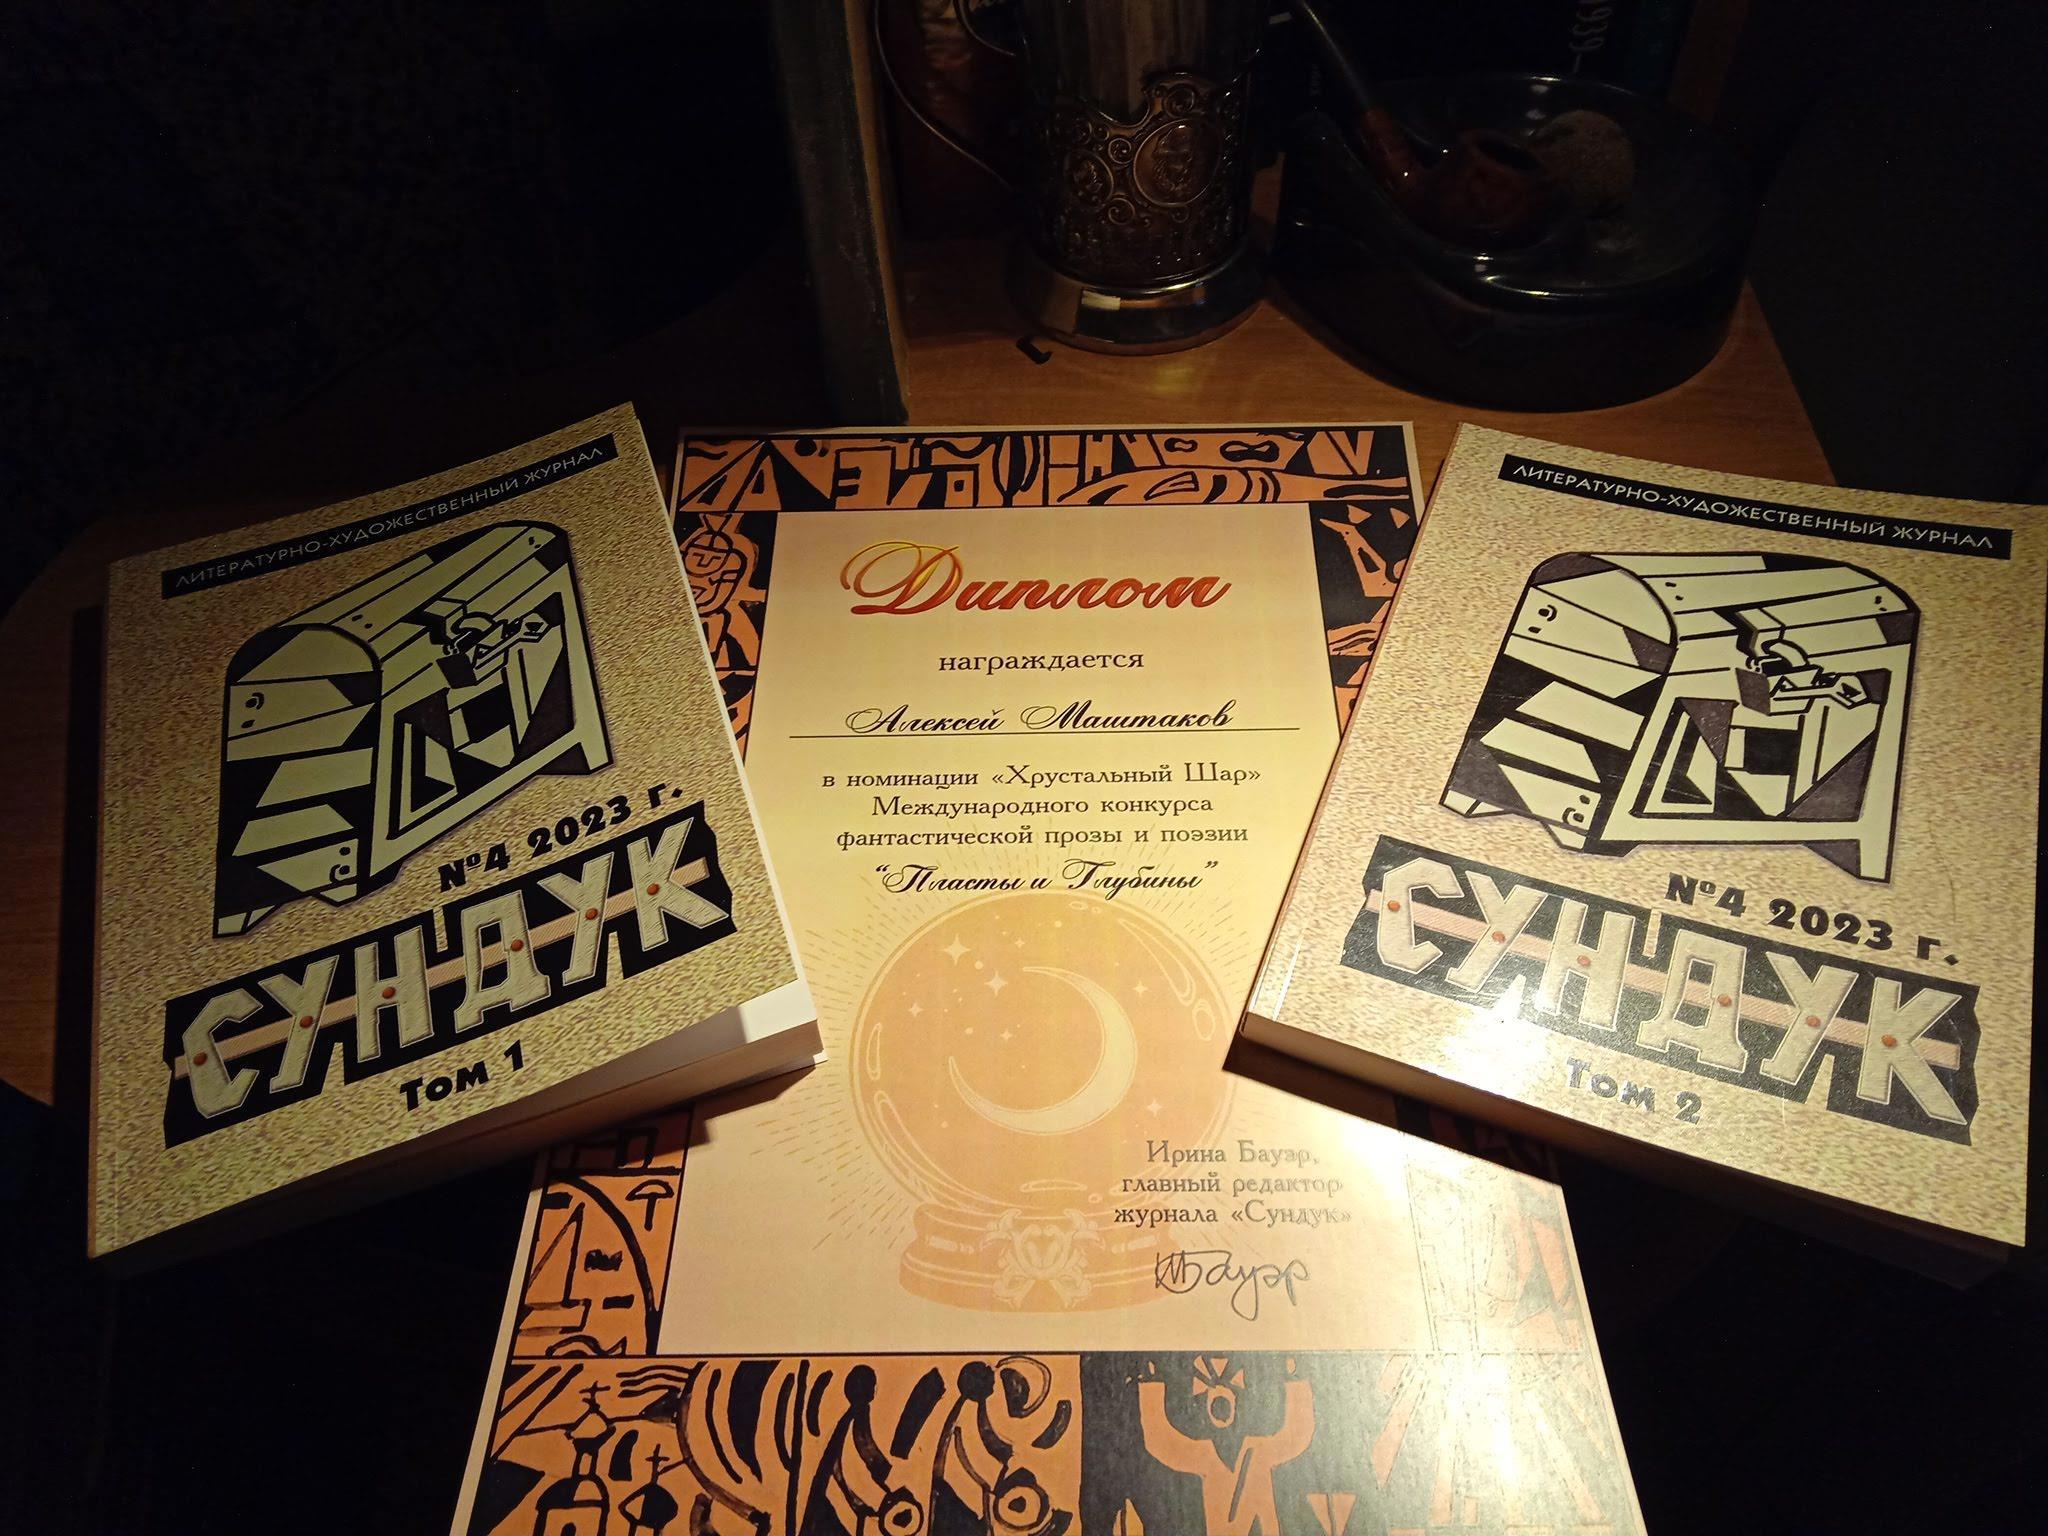 ЛИТЕРАТУРНО-ХУДОЖЕСТВЕННЫЙ ЖУРНАЛ
№4 2023 г.
СУНДУК
Том 1
Диплом
награждается
Алексей Маштаков
в номинации «Хрустальный Шар»
Международного конкурса
фантастической прозы и поэзии
“Пласты и Глубины”
Ирина Бауэр,
главный редактор
журнала «Сундук»
ИБауэр
ЛИТЕРАТУРНО-ХУДОЖЕСТВЕННЫЙ ЖУРНАЛ
№4 2023 г.
СУНДУК
Том 2
1939–